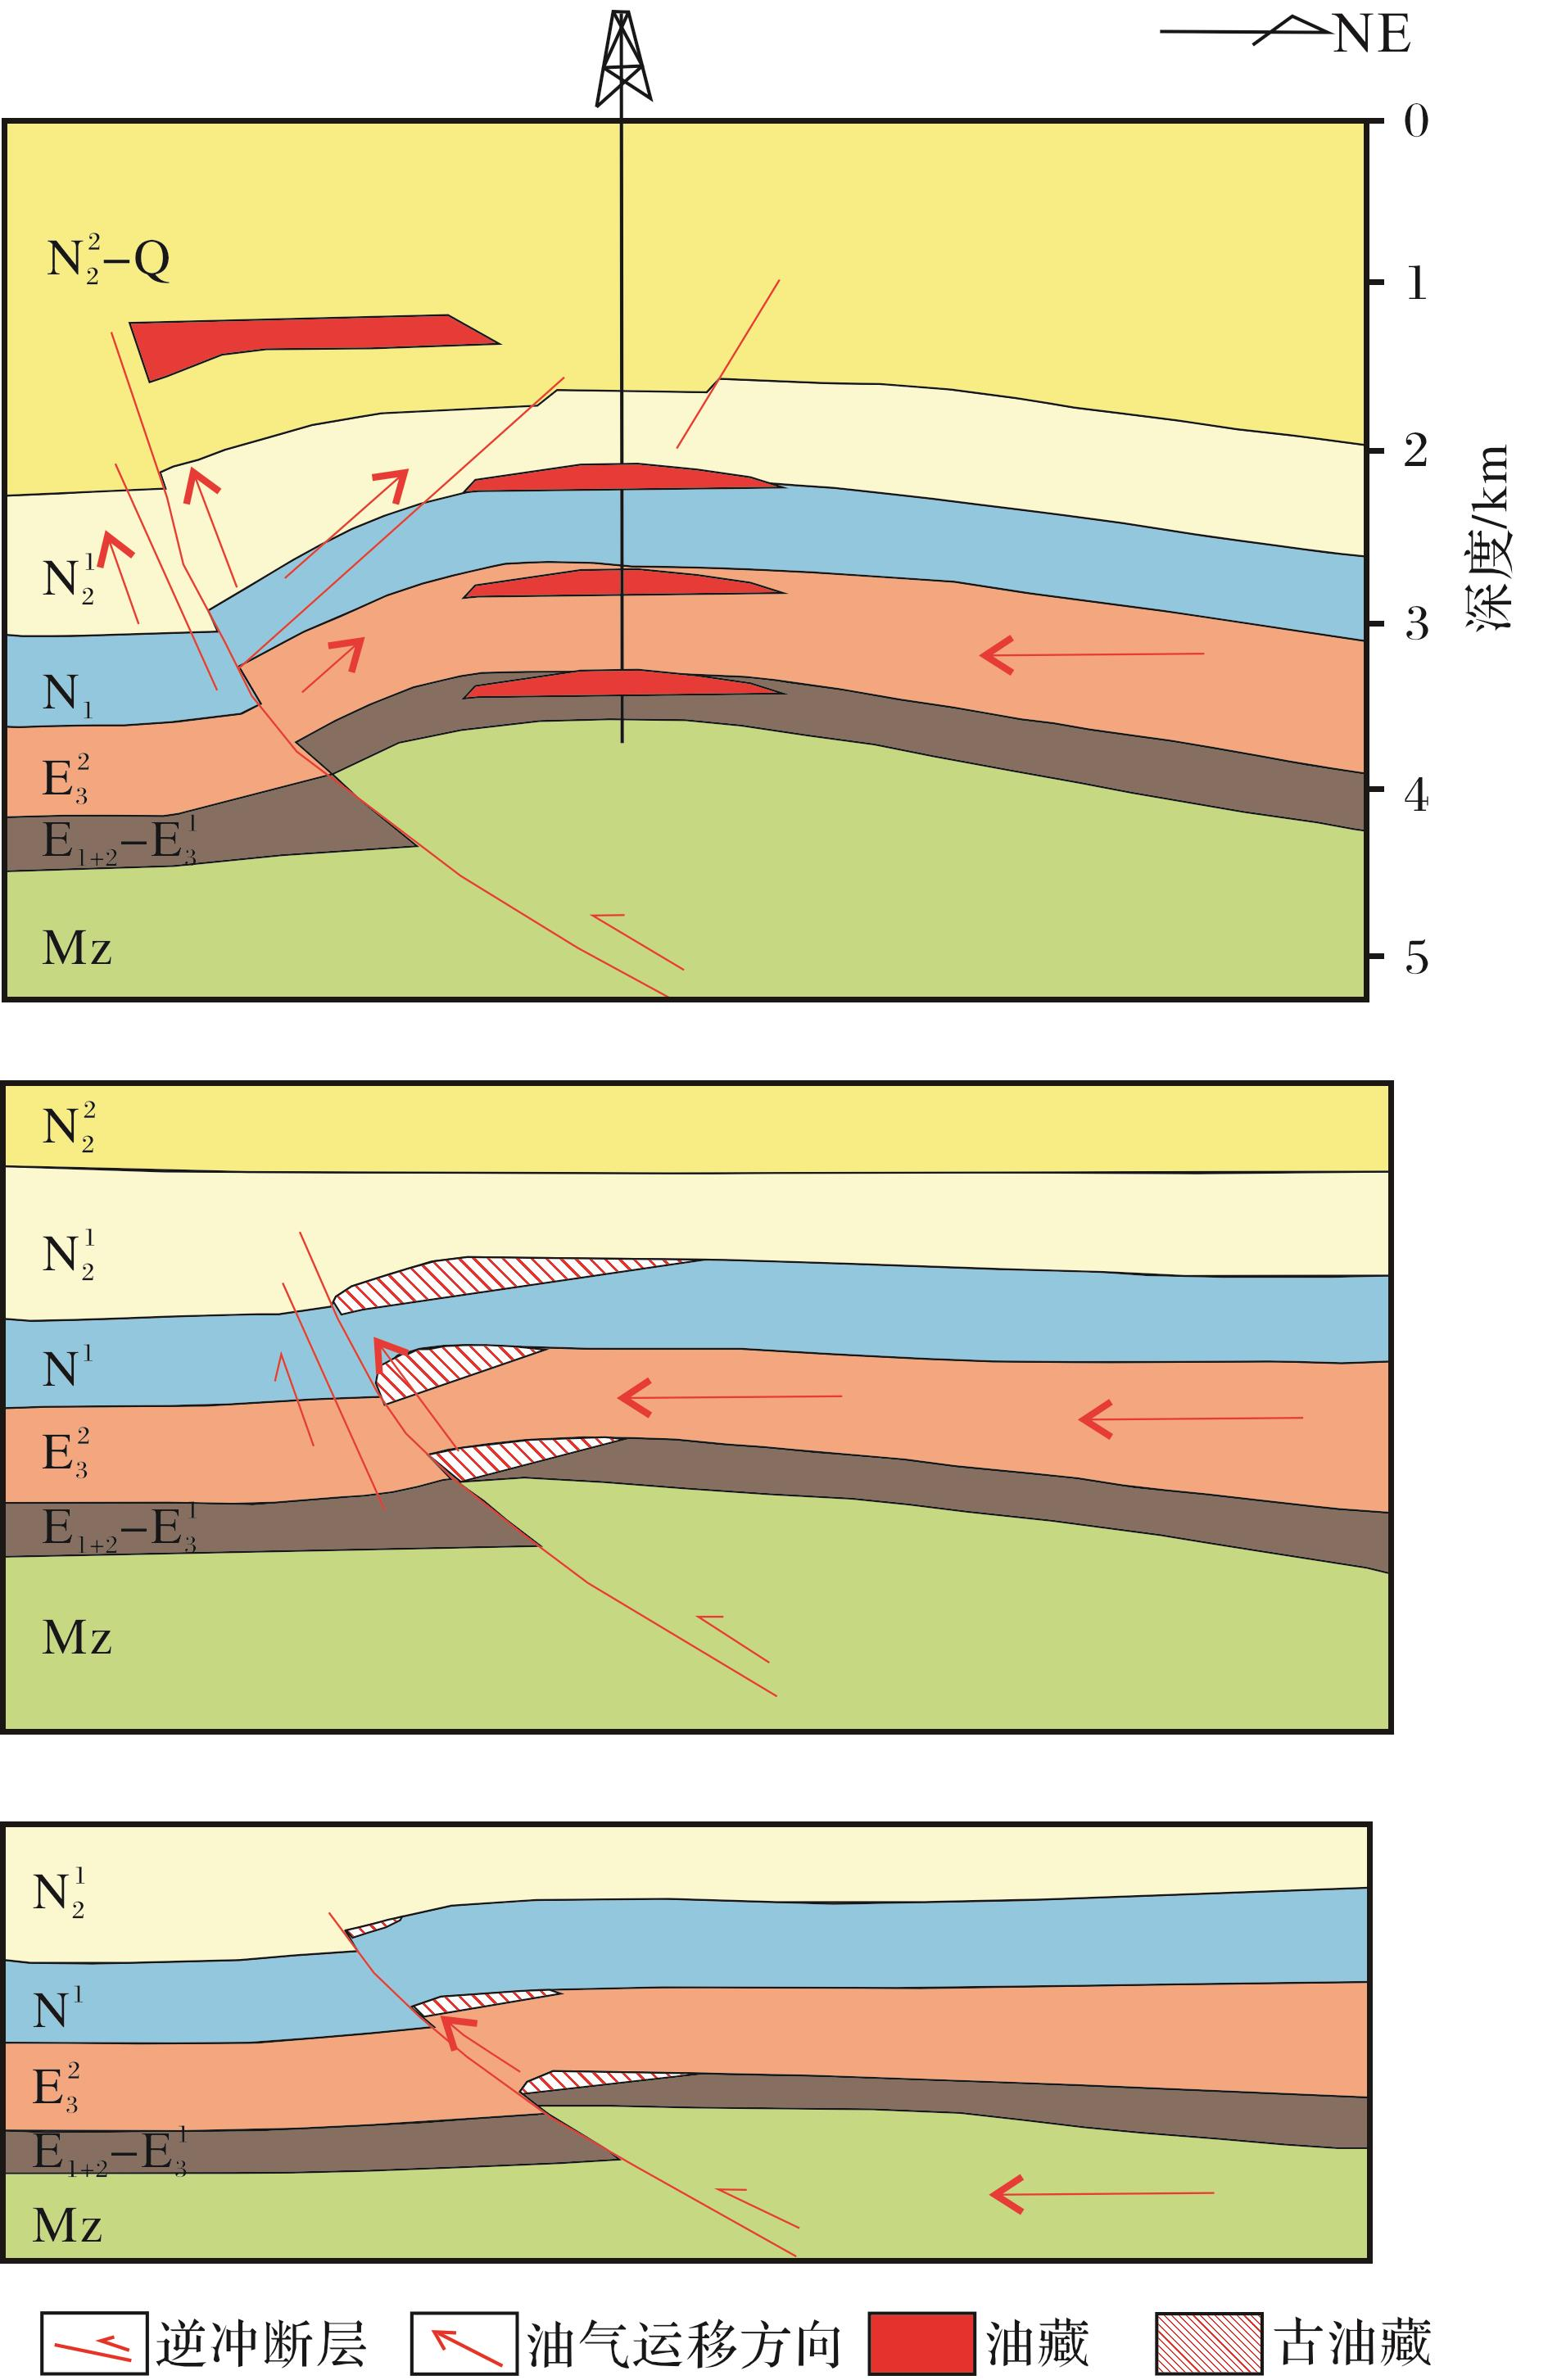 NE
0
N₂²–Q
1
2
深度/km
N₂¹
3
N₁
E₃²
4
E₁₊₂–E₃¹
Mz
5
N₂²
N₂¹
N¹
E₃²
E₁₊₂–E₃¹
Mz
N₂¹
N¹
E₃²
E₁₊₂–E₃¹
Mz
逆冲断层 油气运移方向 油藏 古油藏